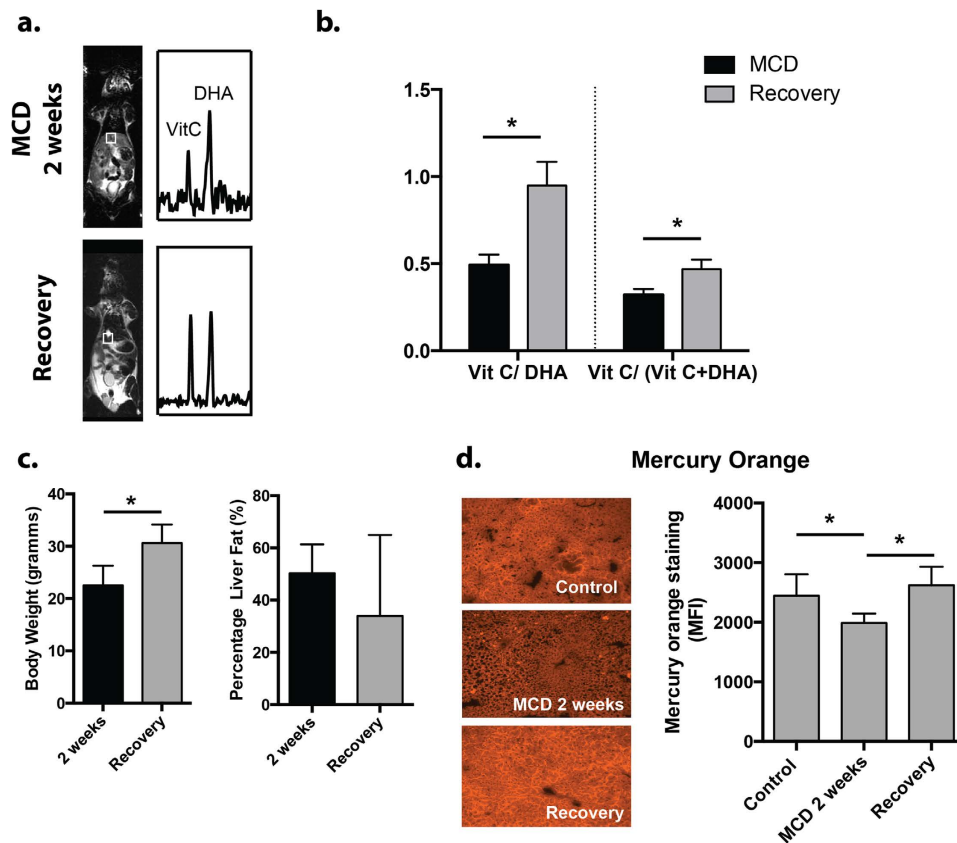 a.
MCD
2 weeks
VitC
DHA
Recovery
b.
MCD
Recovery
1.5
1.0
0.5
0.0
*
*
Vit C/ DHA
Vit C/ (Vit C+DHA)
c.
Body Weight (gramms)
40
30
20
10
0
*
2 weeks
Recovery
Percentage Liver Fat (%)
80
60
40
20
0
2 weeks
Recovery
d.
Mercury Orange
Control
MCD 2 weeks
Recovery
Mercury orange staining
(MFI)
4000
3000
2000
1000
0
*
*
Control
MCD 2 weeks
Recovery